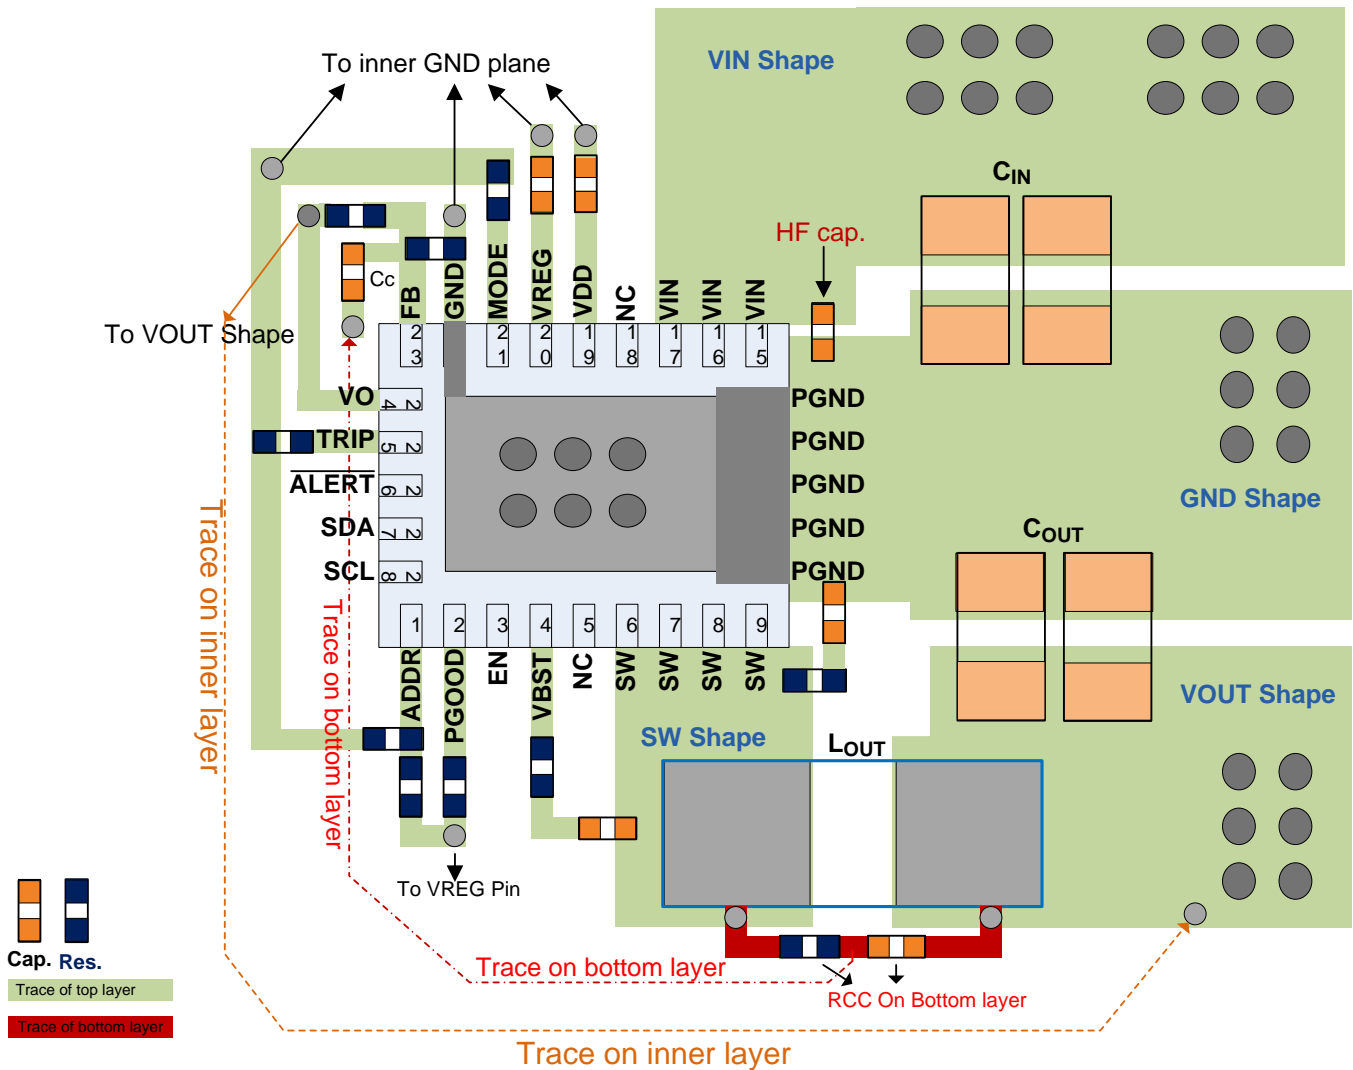 To inner GND plane
VIN Shape
C_IN
HF cap.
Cc
FB
GND
MODE
VREG
VDD
NC
VIN
VIN
VIN
To VOUT Shape
23
21
20
19
18
17
16
15
VO
24
PGND
TRIP
25
PGND
ALERT
26
PGND
SDA
27
PGND
SCL
28
PGND
GND Shape
C_OUT
1
2
3
4
5
6
7
8
9
ADDR
PGOOD
EN
VBST
NC
SW
SW
SW
SW
VOUT Shape
SW Shape
L_OUT
Trace on inner layer
Trace on bottom layer
To VREG Pin
Cap.
Res.
Trace of top layer
Trace of bottom layer
Trace on bottom layer
RCC On Bottom layer
Trace on inner layer